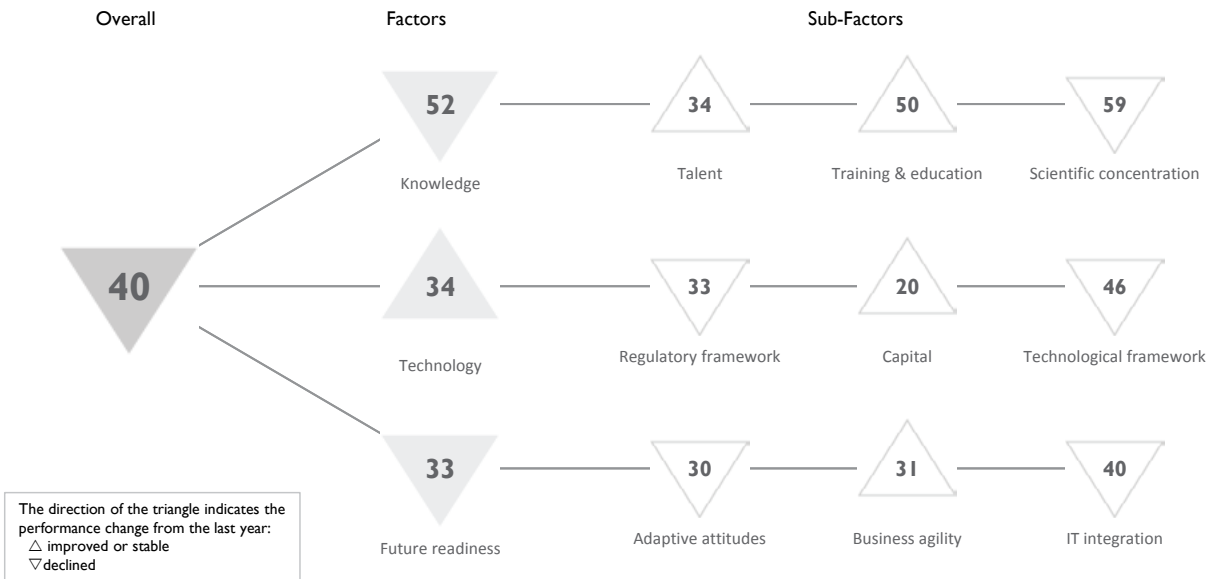 Overall
Factors
Sub-Factors
52
34
50
59
Knowledge
Talent
Training & education
Scientific concentration
40
34
33
20
46
Technology
Regulatory framework
Capital
Technological framework
33
30
31
40
Future readiness
Adaptive attitudes
Business agility
IT integration
The direction of the triangle indicates the
performance change from the last year:
△ improved or stable
▽declined